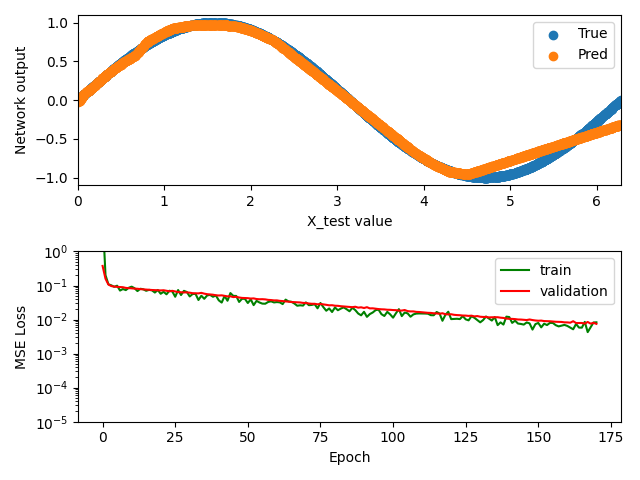 Network output
1.0
0.5
0.0
−0.5
−1.0
True
Pred
0 1 2 3 4 5 6
X_test value
MSE Loss
10⁰
10⁻¹
10⁻²
10⁻³
10⁻⁴
10⁻⁵
train
validation
0 25 50 75 100 125 150 175
Epoch